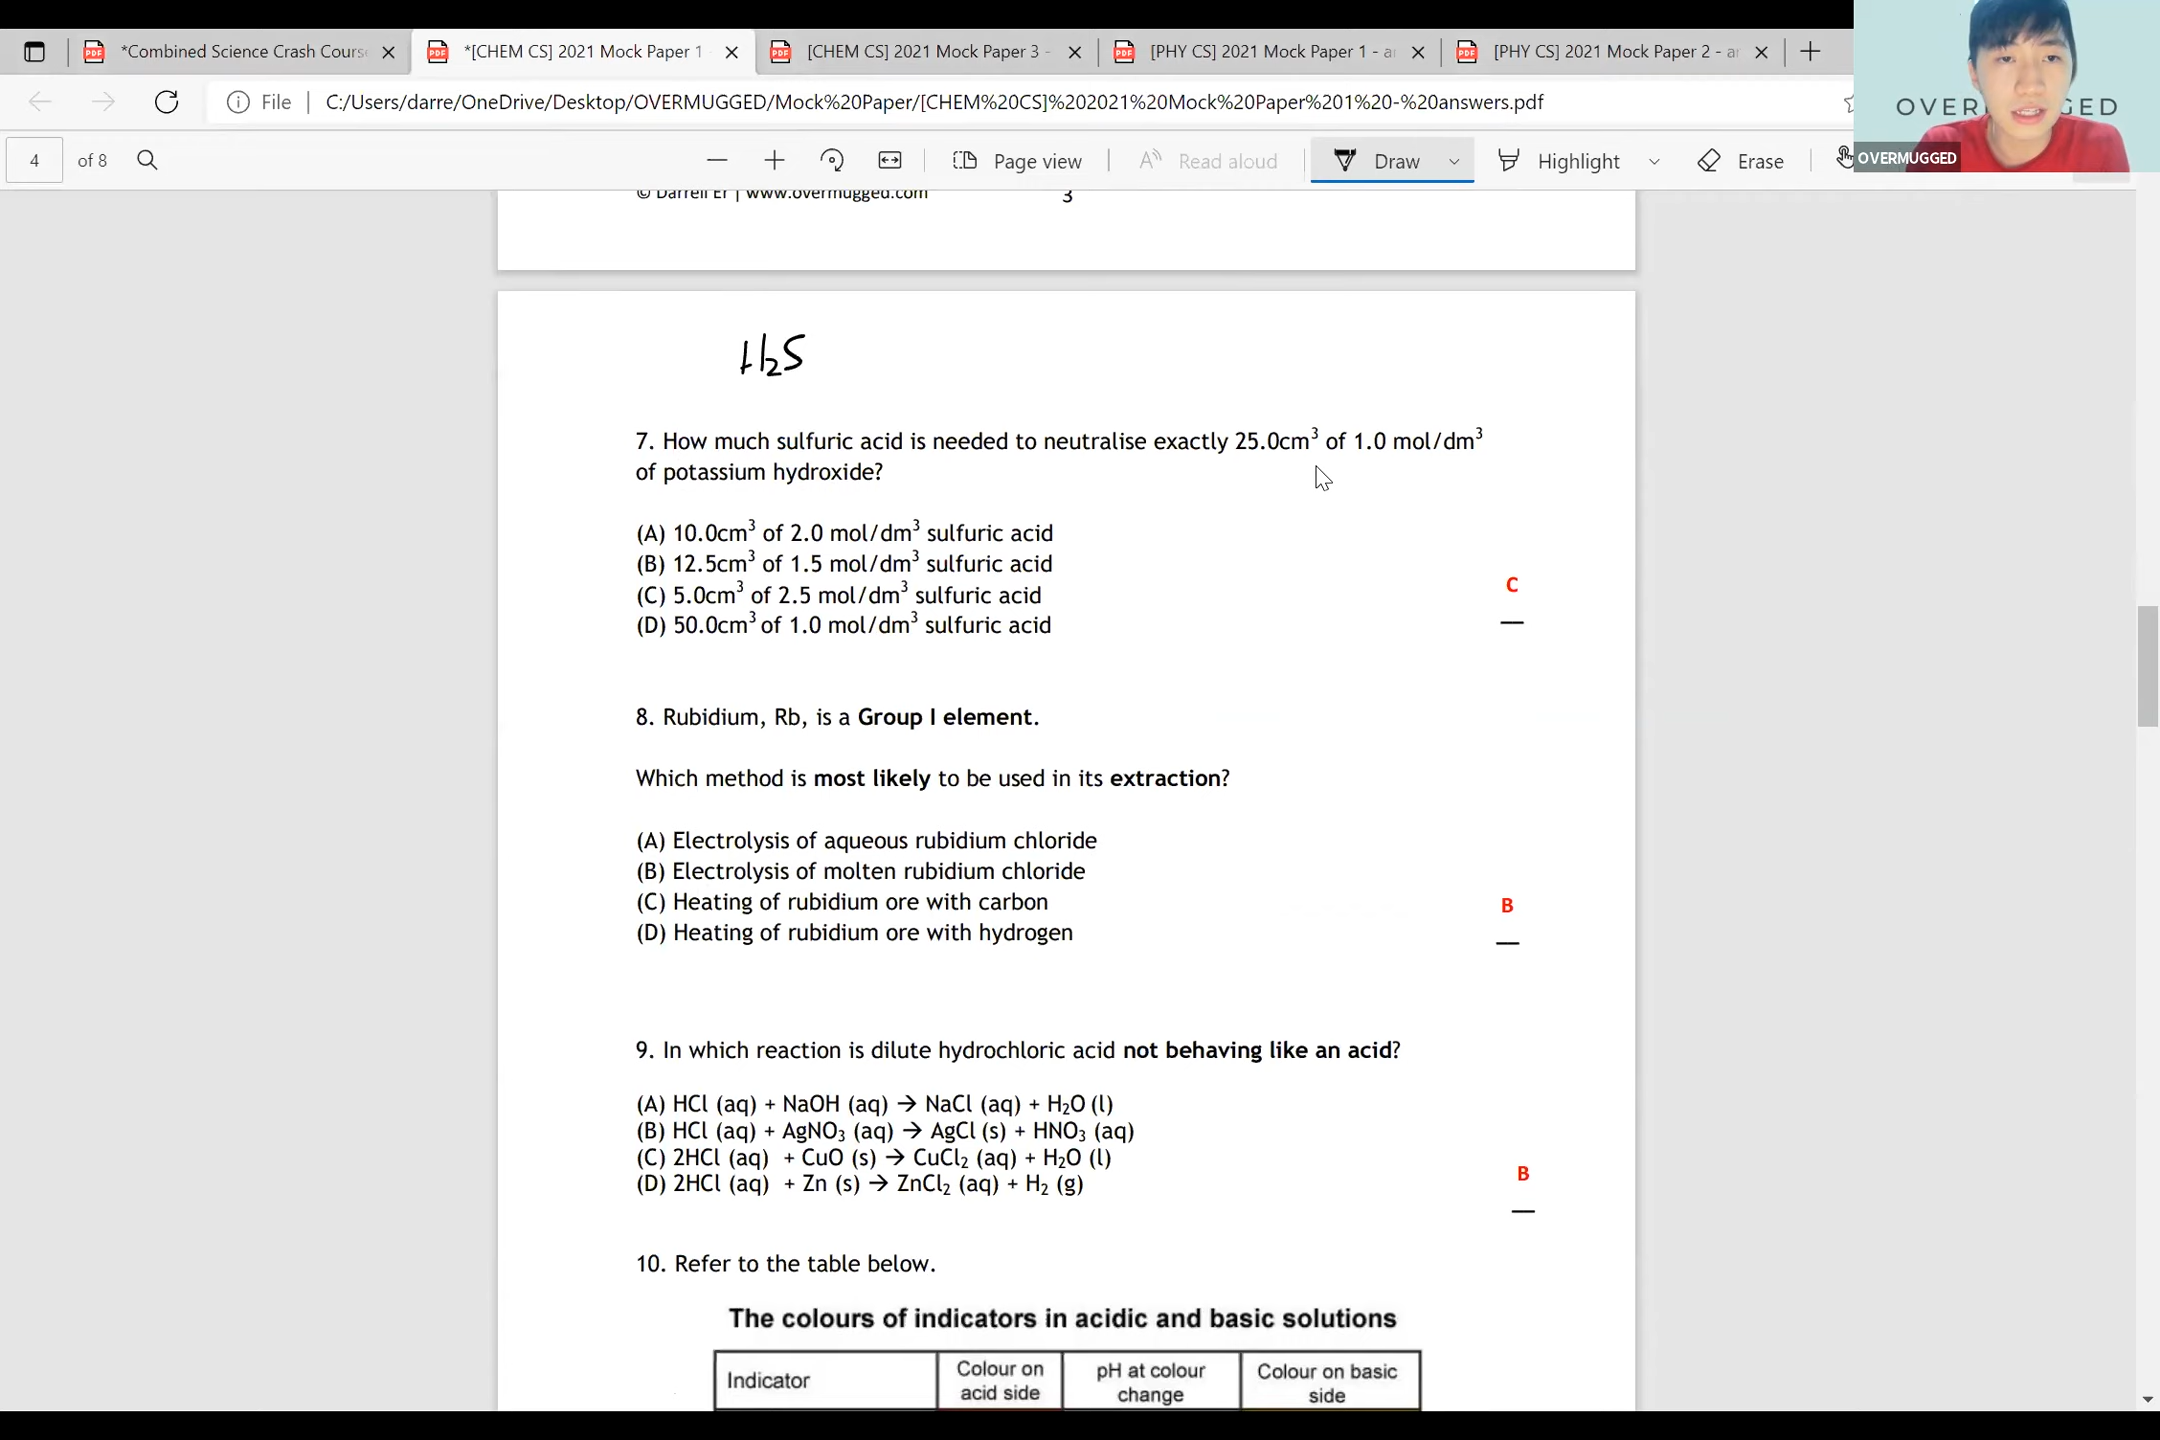 *Combined Science Crash Cours
*[CHEM CS] 2021 Mock Paper 1
[CHEM CS] 2021 Mock Paper 3 -
[PHY CS] 2021 Mock Paper 1 - a
[PHY CS] 2021 Mock Paper 2 - a
File
C:/Users/darre/OneDrive/Desktop/OVERMUGGED/Mock%20Paper/[CHEM%20CS]%202021%20Mock%20Paper%201%20-%20answers.pdf
4 of 8
Page view
Read aloud
Draw
Highlight
Erase
OVERMUGGED
© Darrell Er | www.overmugged.com 3
H₂S
7. How much sulfuric acid is needed to neutralise exactly 25.0cm³ of 1.0 mol/dm³
of potassium hydroxide?
(A) 10.0cm³ of 2.0 mol/dm³ sulfuric acid
(B) 12.5cm³ of 1.5 mol/dm³ sulfuric acid
(C) 5.0cm³ of 2.5 mol/dm³ sulfuric acid
(D) 50.0cm³ of 1.0 mol/dm³ sulfuric acid
C
8. Rubidium, Rb, is a Group I element.
Which method is most likely to be used in its extraction?
(A) Electrolysis of aqueous rubidium chloride
(B) Electrolysis of molten rubidium chloride
(C) Heating of rubidium ore with carbon
(D) Heating of rubidium ore with hydrogen
B
9. In which reaction is dilute hydrochloric acid not behaving like an acid?
(A) HCl (aq) + NaOH (aq) → NaCl (aq) + H₂O (l)
(B) HCl (aq) + AgNO₃ (aq) → AgCl (s) + HNO₃ (aq)
(C) 2HCl (aq) + CuO (s) → CuCl₂ (aq) + H₂O (l)
(D) 2HCl (aq) + Zn (s) → ZnCl₂ (aq) + H₂ (g)
B
10. Refer to the table below.
The colours of indicators in acidic and basic solutions
Indicator
Colour on
acid side
pH at colour
change
Colour on basic
side